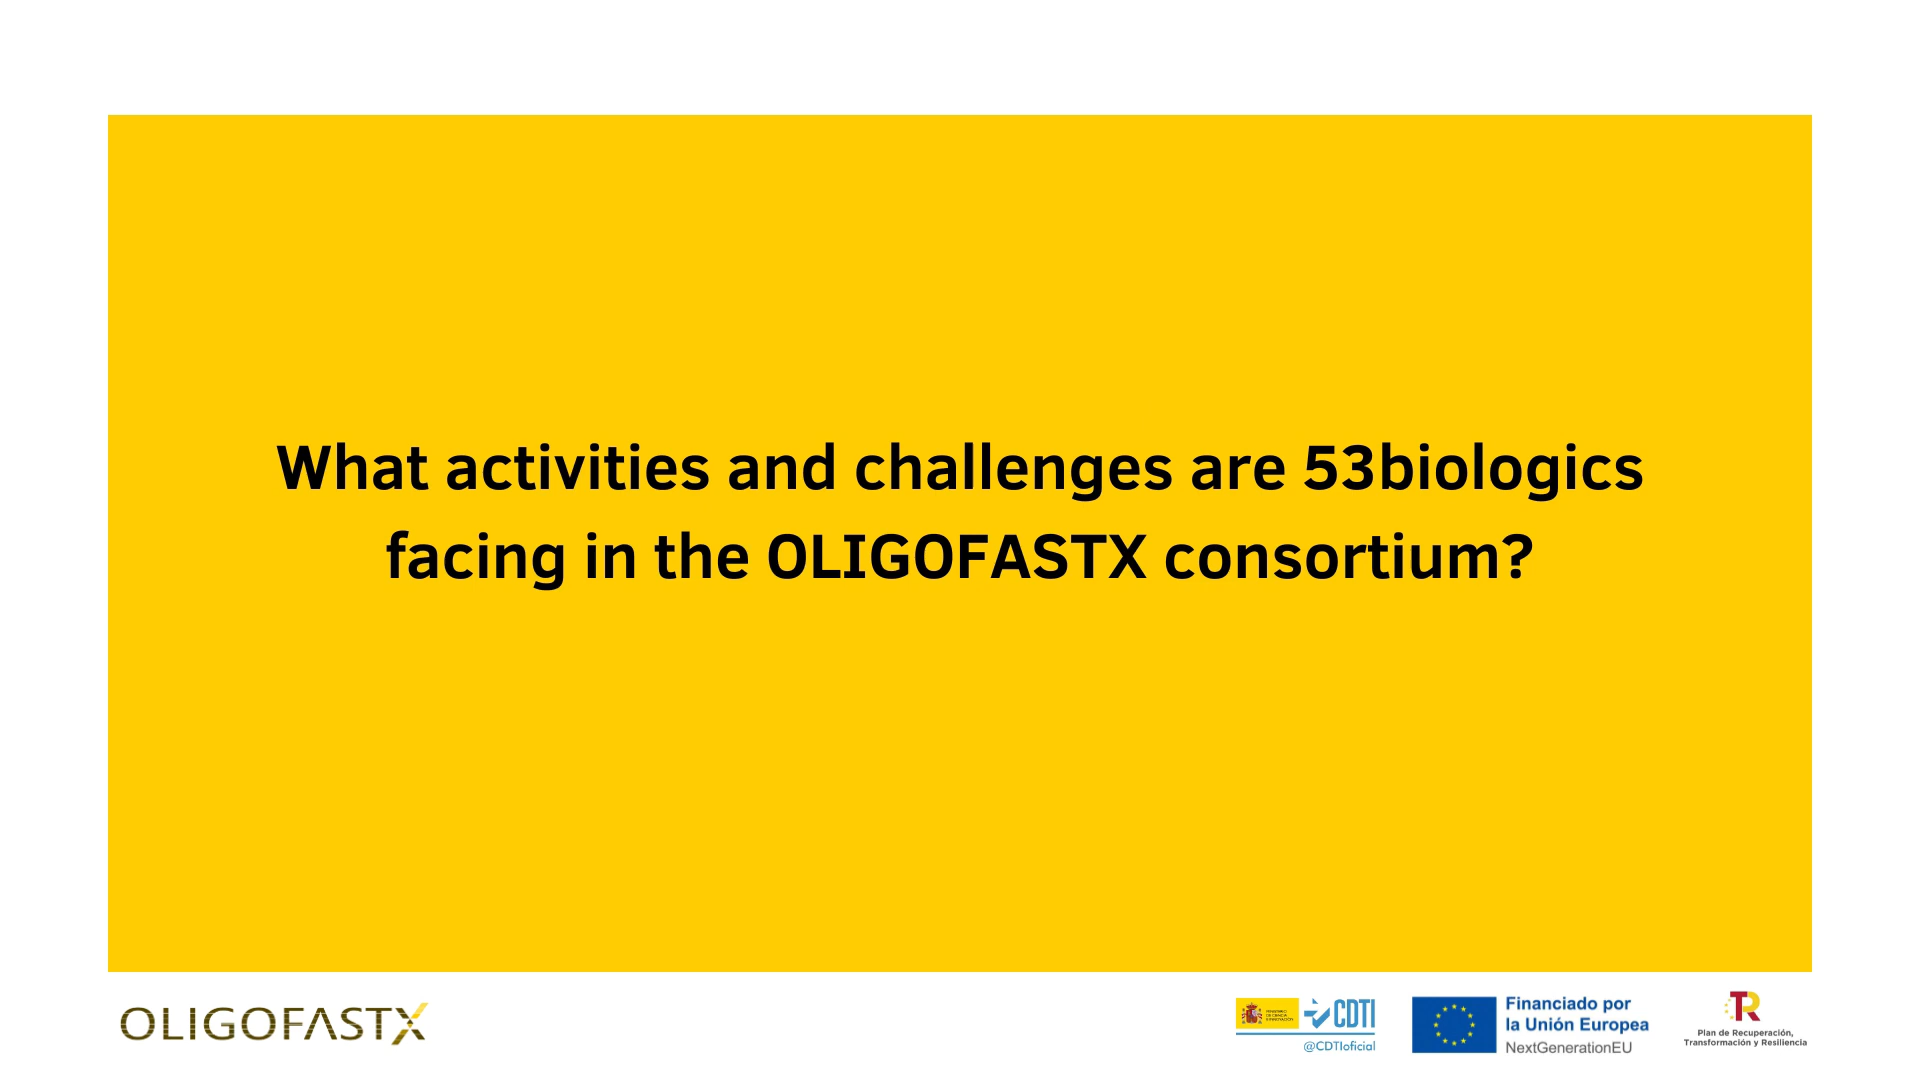 What activities and challenges are 53biologics
facing in the OLIGOFASTX consortium?
OLIGOFASTX
CDTI
@CDTIoficial
Financiado por
la Unión Europea
NextGenerationEU
TR
Plan de Recuperación,
Transformación y Resiliencia